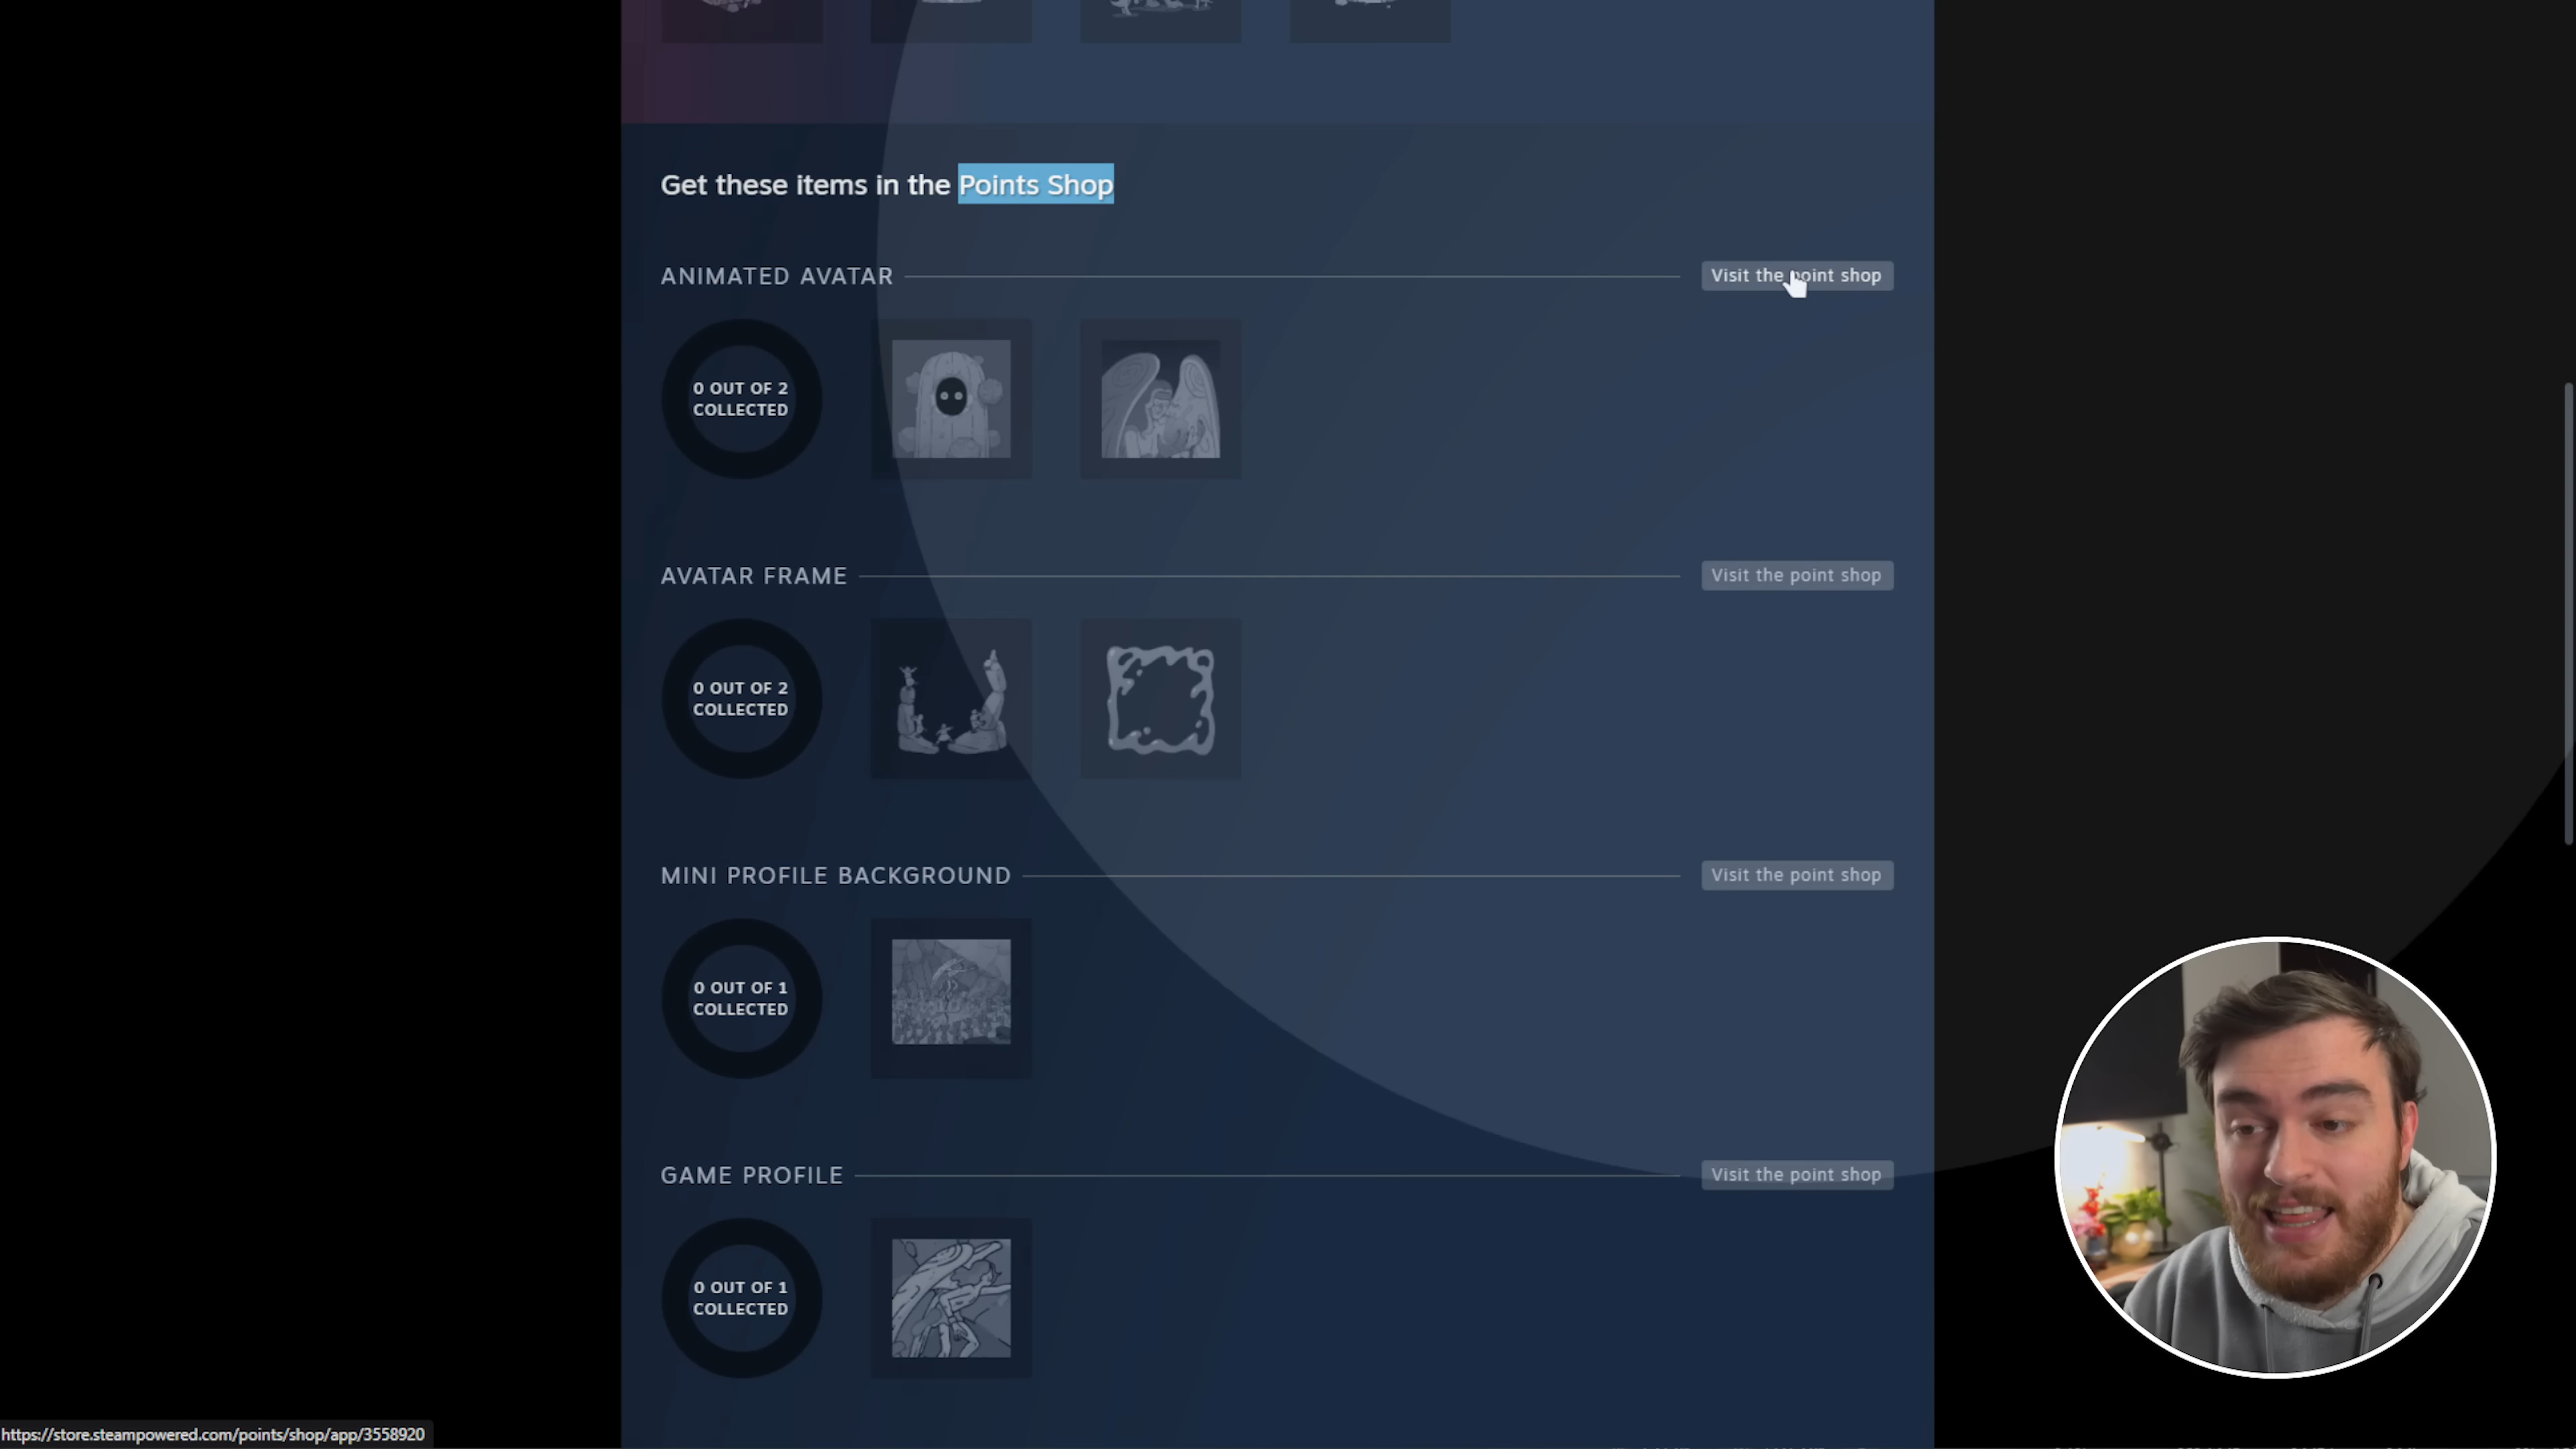 Get these items in the Points Shop
ANIMATED AVATAR
Visit the point shop
0 OUT OF 2
COLLECTED
AVATAR FRAME
Visit the point shop
0 OUT OF 2
COLLECTED
MINI PROFILE BACKGROUND
Visit the point shop
0 OUT OF 1
COLLECTED
GAME PROFILE
Visit the point shop
0 OUT OF 1
COLLECTED
https://store.steampowered.com/points/shop/app/3558920